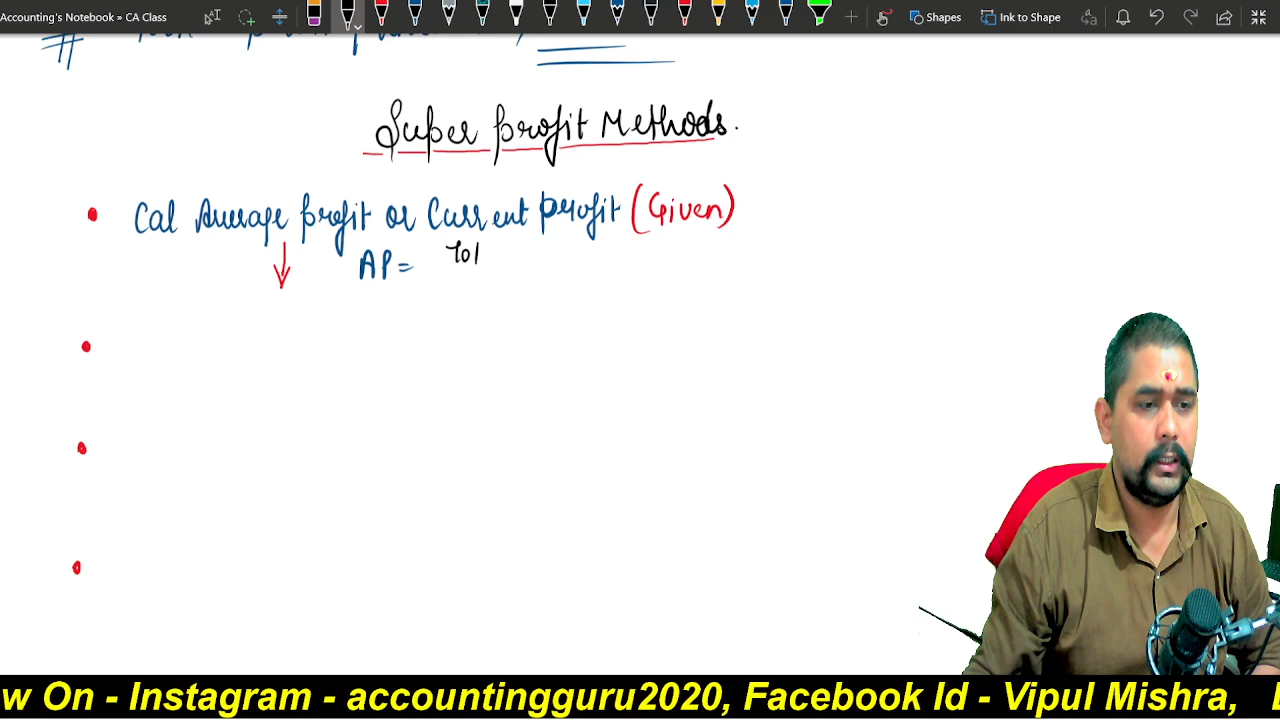 Accounting's Notebook » CA Class
Shapes
Ink to Shape
Super profit Methods.
Cal Average profit or Current profit (Given)
AP = Tot
w On - Instagram - accountingguru2020, Facebook Id - Vipul Mishra,